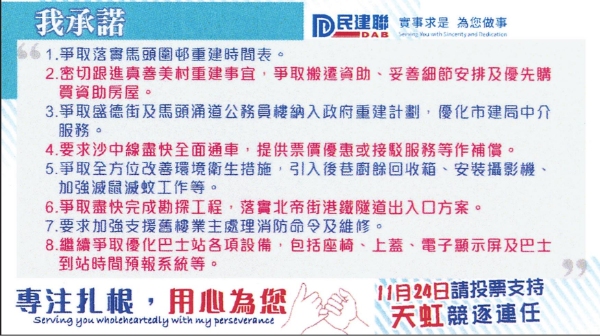 我承諾
民建聯
DAB
實事求是 為您做事
Serving You with Sincerity and Dedication
1.爭取落實馬頭圍邨重建時間表。
2.密切跟進真善美村重建事宜，爭取搬遷資助、妥善細節安排及優先購
買資助房屋。
3.爭取盛德街及馬頭涌道公務員樓納入政府重建計劃，優化市建局中介
服務。
4.要求沙中線盡快全面通車，提供票價優惠或接駁服務等作補償。
5.爭取全方位改善環境衛生措施，引入後巷廚餘回收箱、安裝攝影機、
加強滅鼠滅蚊工作等。
6.爭取盡快完成勘探工程，落實北帝街港鐵隧道出入口方案。
7.要求加強支援舊樓業主處理消防命令及維修。
8.繼續爭取優化巴士站各項設備，包括座椅、上蓋、電子顯示屏及巴士
到站時間預報系統等。
專注扎根，用心為您
Serving you wholeheartedly with my perseverance
11月24日請投票支持
天虹競逐連任